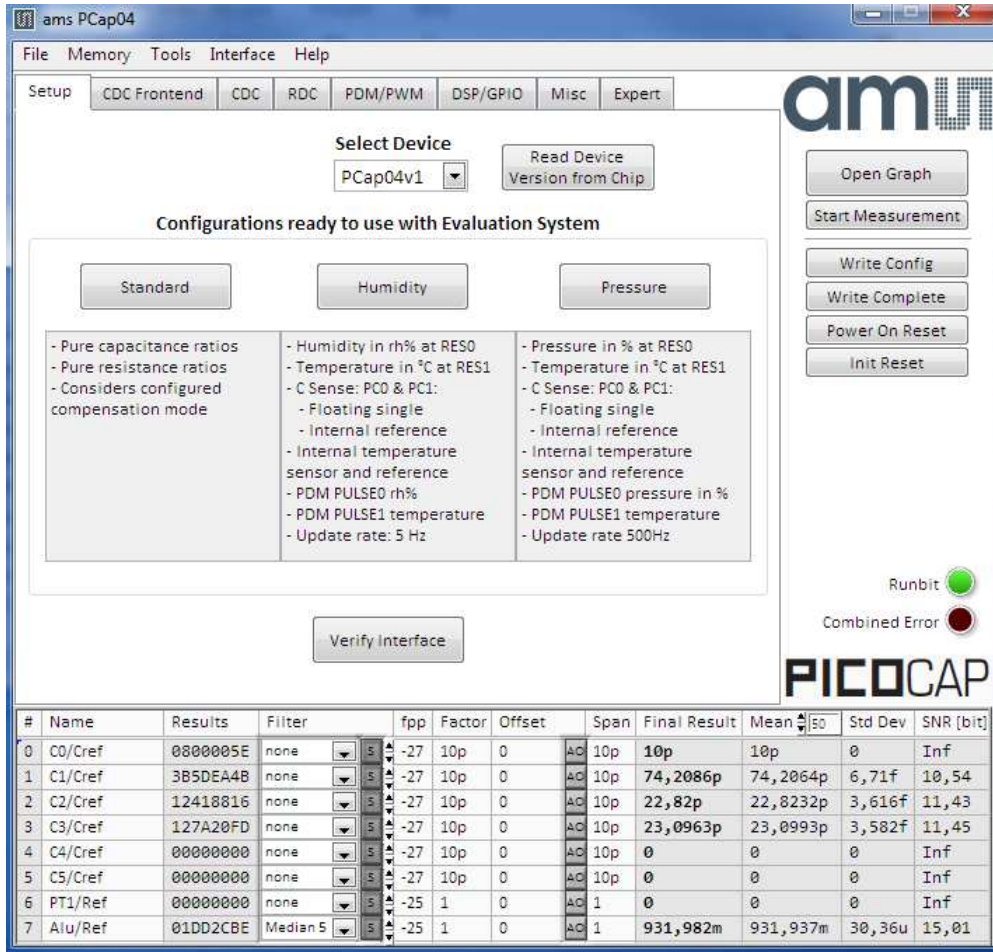 ams PCap04
File Memory Tools Interface Help
Setup CDC Frontend CDC RDC PDM/PWM DSP/GPIO Misc Expert
am
Select Device
PCap04v1
Read Device
Version from Chip
Open Graph
Start Measurement
Configurations ready to use with Evaluation System
Write Config
Write Complete
Power On Reset
Init Reset
Standard
Humidity
Pressure
- Pure capacitance ratios
- Pure resistance ratios
- Considers configured
compensation mode
- Humidity in rh% at RES0
- Temperature in °C at RES1
- C Sense: PC0 & PC1:
- Floating single
- Internal reference
- Internal temperature
sensor and reference
- PDM PULSE0 rh%
- PDM PULSE1 temperature
- Update rate: 5 Hz
- Pressure in % at RES0
- Temperature in °C at RES1
- C Sense: PC0 & PC1:
- Floating single
- Internal reference
- Internal temperature
sensor and reference
- PDM PULSE0 pressure in %
- PDM PULSE1 temperature
- Update rate 500Hz
Runbit
Combined Error
Verify Interface
PICOCAP
# Name Results Filter fpp Factor Offset Span Final Result Mean 50 Std Dev SNR [bit]
0 C0/Cref 0800005E none S -27 10p 0 AO 10p 10p 10p 0 Inf
1 C1/Cref 3B5DEA4B none S -27 10p 0 AO 10p 74,2086p 74,2064p 6,71f 10,54
2 C2/Cref 12418816 none S -27 10p 0 AO 10p 22,82p 22,8232p 3,616f 11,43
3 C3/Cref 127A20FD none S -27 10p 0 AO 10p 23,0963p 23,0993p 3,582f 11,45
4 C4/Cref 00000000 none S -27 10p 0 AO 10p 0 0 0 Inf
5 C5/Cref 00000000 none S -27 10p 0 AO 10p 0 0 0 Inf
6 PT1/Ref 00000000 none S -25 1 0 AO 1 0 0 0 Inf
7 Alu/Ref 01DD2CBE Median 5 S -25 1 0 AO 1 931,982m 931,937m 30,36u 15,01